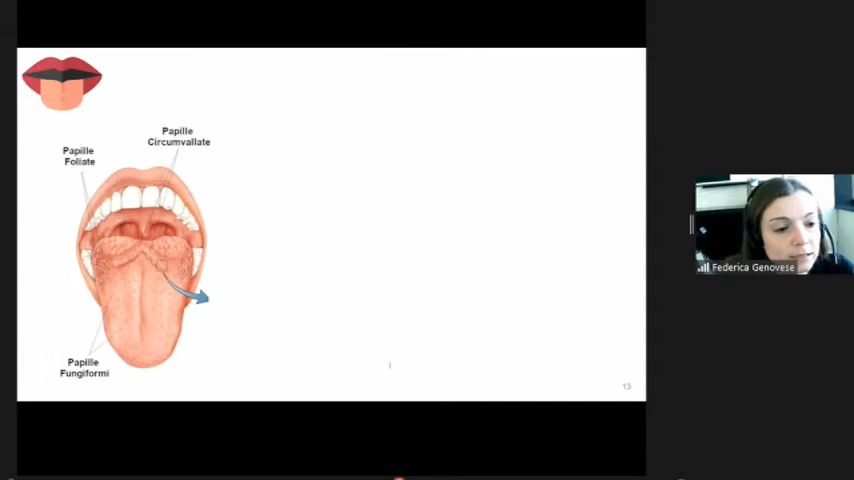 Papille
Circumvallate
Papille
Foliate
Papille
Fungiformi
13
Federica Genovese